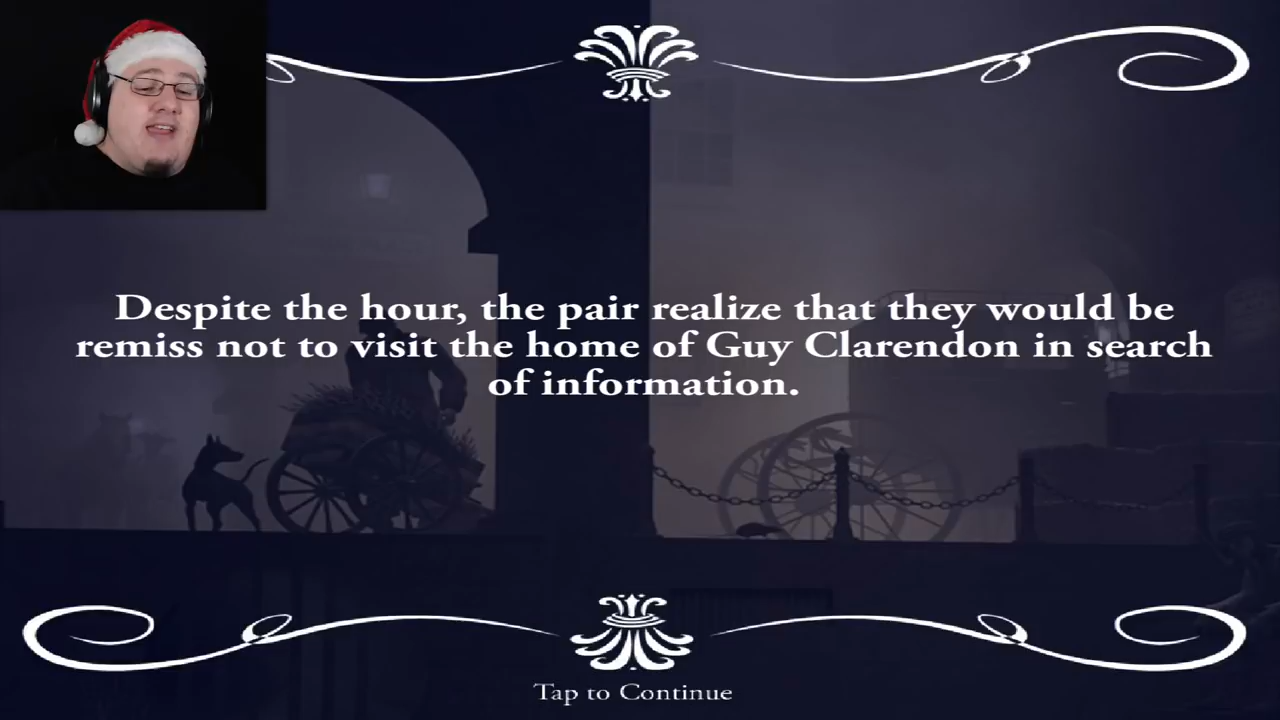 Despite the hour, the pair realize that they would be
remiss not to visit the home of Guy Clarendon in search
of information.
Tap to Continue